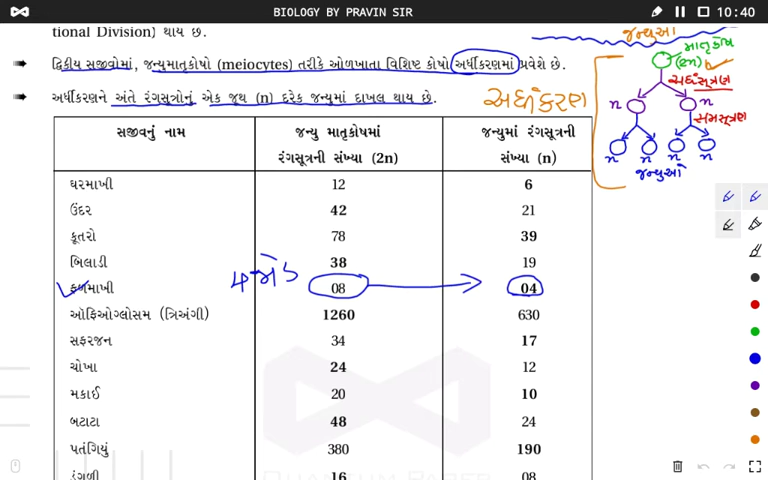 BIOLOGY BY PRAVIN SIR
10:40
tional Division) થાય છે.
દ્વિકીય સજીવોમાં, જન્યુમાતૃકોષો (meiocytes) તરીકે ઓળખાતા વિશિષ્ટ કોષો અર્ધીકરણમાં પ્રવેશે છે.
અર્ધીકરણને અંતે રંગસૂત્રોનું એક જૂથ (n) દરેક જન્યુમાં દાખલ થાય છે.
અર્ધીકરણ
જન્યુઓ
માતૃકોષ
(2n)
અર્ધસૂત્રણ
n n
સમસૂત્રણ
n n n n
જન્યુઓ
સજીવનું નામ જન્યુ માતૃકોષમાં રંગસૂત્રની સંખ્યા (2n) જન્યુમાં રંગસૂત્રની સંખ્યા (n)
ઘરમાખી 12 6
ઉંદર 42 21
કૂતરો 78 39
બિલાડી 38 19
૪ જોડ
ફળમાખી 08 04
ઑફિઓગ્લોસમ (ત્રિઅંગી) 1260 630
સફરજન 34 17
ચોખા 24 12
મકાઈ 20 10
બટાટા 48 24
પતંગિયું 380 190
ડુંગળી 16 08